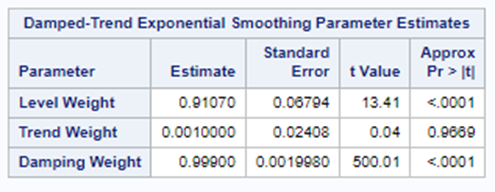 Damped-Trend Exponential Smoothing Parameter Estimates
Parameter Estimate Standard Error t Value Approx Pr > |t|
Level Weight 0.91070 0.06794 13.41 <.0001
Trend Weight 0.0010000 0.02408 0.04 0.9669
Damping Weight 0.99900 0.0019980 500.01 <.0001